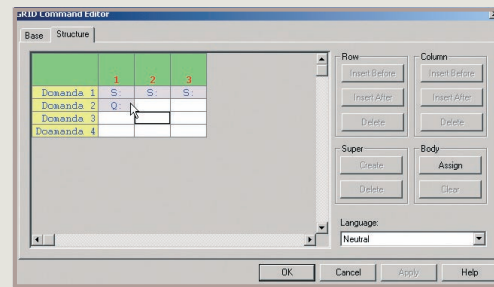 GRID Command Editor
Base Structure
1 2 3
Domanda 1 S: S: S:
Domanda 2 Q:
Domanda 3
Doamanda 4
Row
Insert Before
Insert After
Delete
Column
Insert Before
Insert After
Delete
Super
Create
Delete
Body
Assign
Clear
Language:
Neutral
OK Cancel Apply Help